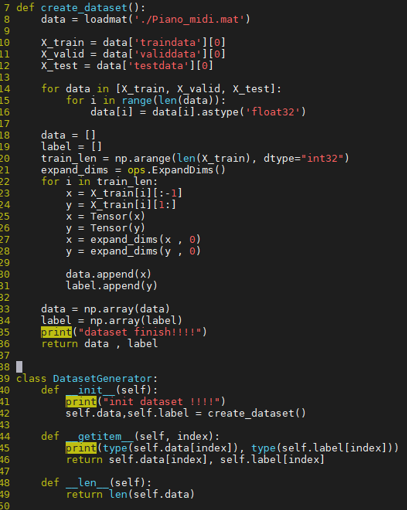 7 def create_dataset():
8     data = loadmat('./Piano_midi.mat')
9
10     X_train = data['traindata'][0]
11     X_valid = data['validdata'][0]
12     X_test = data['testdata'][0]
13
14     for data in [X_train, X_valid, X_test]:
15         for i in range(len(data)):
16             data[i] = data[i].astype('float32')
17
18     data = []
19     label = []
20     train_len = np.arange(len(X_train), dtype="int32")
21     expand_dims = ops.ExpandDims()
22     for i in train_len:
23         x = X_train[i][:-1]
24         y = X_train[i][1:]
25         x = Tensor(x)
26         y = Tensor(y)
27         x = expand_dims(x , 0)
28         y = expand_dims(y , 0)
29
30         data.append(x)
31         label.append(y)
32
33     data = np.array(data)
34     label = np.array(label)
35     print("dataset finish!!!!")
36     return data , label
37
38
39 class DatasetGenerator:
40     def __init__(self):
41         print("init dataset !!!!")
42         self.data,self.label = create_dataset()
43
44     def __getitem__(self, index):
45         print(type(self.data[index]), type(self.label[index]))
46         return self.data[index], self.label[index]
47
48     def __len__(self):
49         return len(self.data)
50